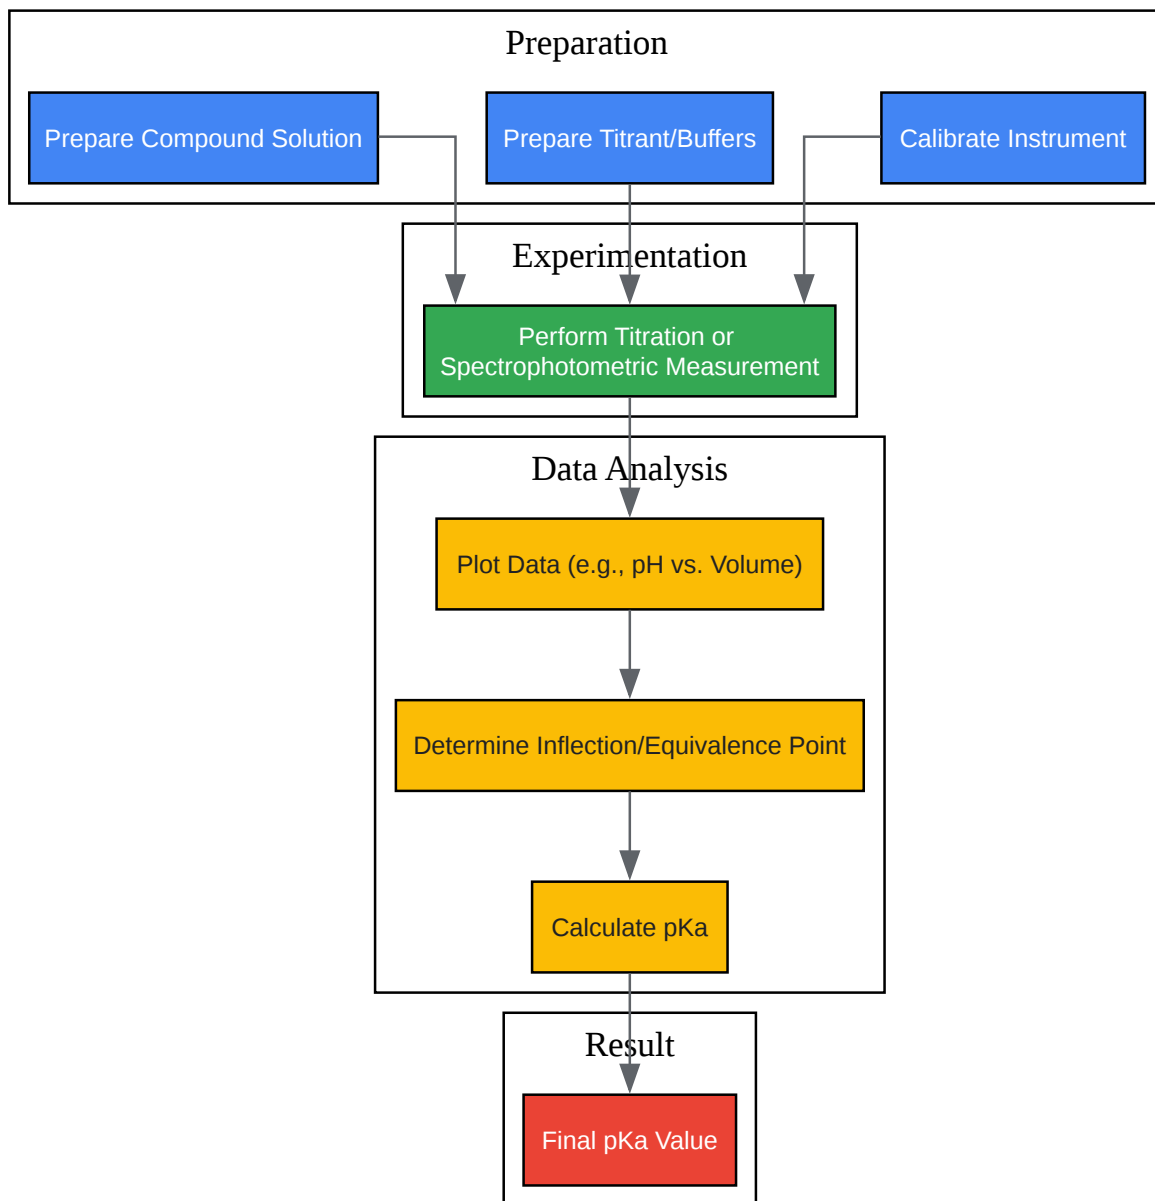 Preparation
Prepare Compound Solution
Prepare Titrant/Buffers
Calibrate Instrument
Experimentation
Perform Titration or
Spectrophotometric Measurement
Data Analysis
Plot Data (e.g., pH vs. Volume)
Determine Inflection/Equivalence Point
Calculate pKa
Result
Final pKa Value